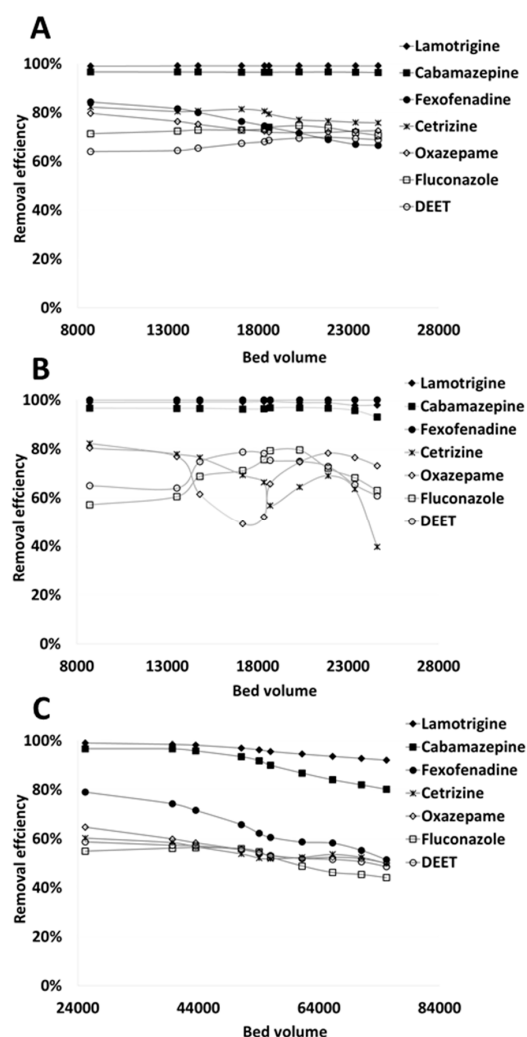 A
100%
80%
60%
40%
20%
0%
Removal effciency
8000
13000
18000
23000
28000
Bed volume
Lamotrigine
Cabamazepine
Fexofenadine
Cetrizine
Oxazepame
Fluconazole
DEET
B
100%
80%
60%
40%
20%
0%
Removal efficiency
8000
13000
18000
23000
28000
Bed volume
Lamotrigine
Cabamazepine
Fexofenadine
Cetrizine
Oxazepame
Fluconazole
DEET
C
100%
80%
60%
40%
20%
0%
Removal efficiency
24000
44000
64000
84000
Bed volume
Lamotrigine
Cabamazepine
Fexofenadine
Cetrizine
Oxazepame
Fluconazole
DEET